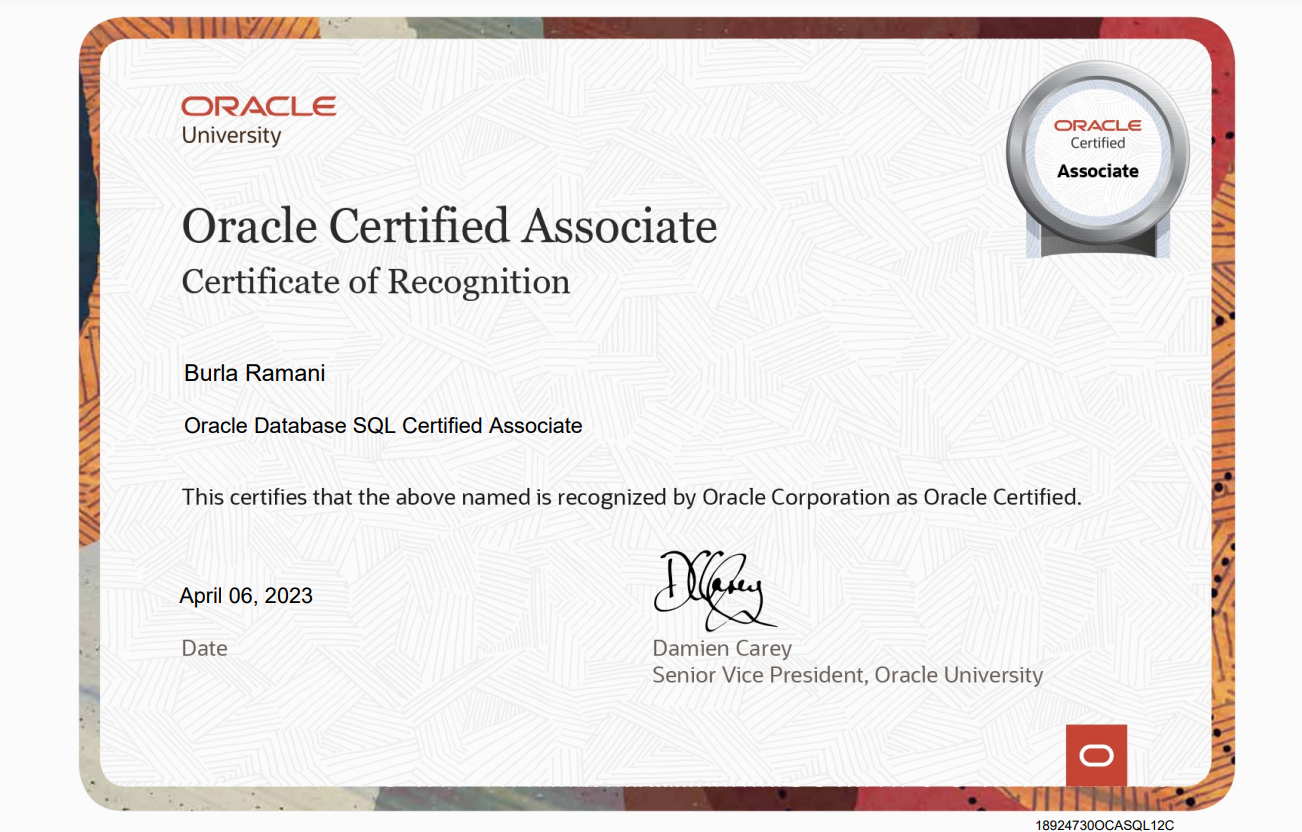 ORACLE
University
ORACLE
Certified
Associate
Oracle Certified Associate
Certificate of Recognition
Burla Ramani
Oracle Database SQL Certified Associate
This certifies that the above named is recognized by Oracle Corporation as Oracle Certified.
DCCarey
April 06, 2023
Date
Damien Carey
Senior Vice President, Oracle University
18924730OCASQL12C